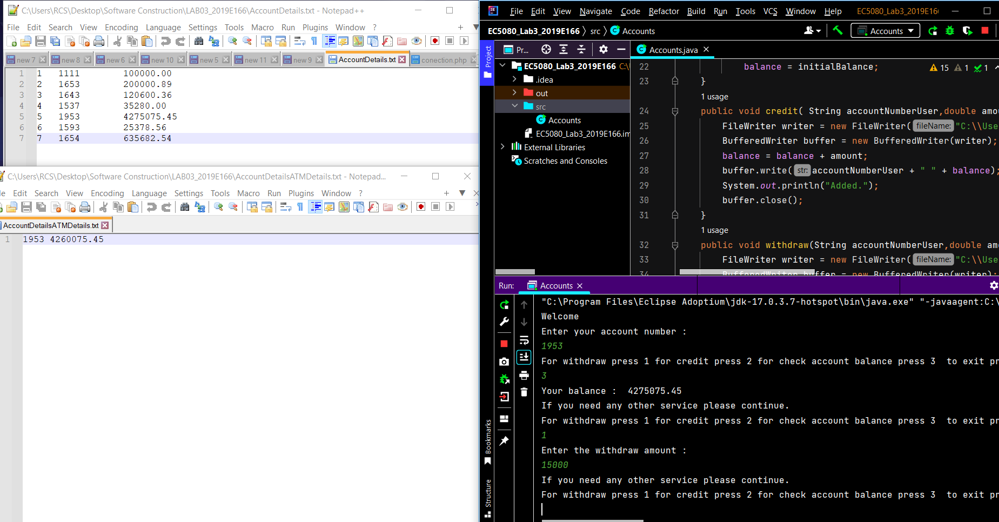 C:\Users\RCS\Desktop\Software Construction\LAB03_2019E166\AccountDetails.txt - Notepad++
File Edit Search View Encoding Language Settings Tools Macro Run Plugins Window ?
new 7 new 8 new 6 new 10 new 5 new 11 new 9 AccountDetails.txt conection.php
1 1 1111 100000.00
2 2 1653 200000.89
3 3 1643 120600.36
4 4 1537 35280.00
5 5 1953 4275075.45
6 6 1593 25378.56
7 7 1654 635682.54
C:\Users\RCS\Desktop\Software Construction\LAB03_2019E166\AccountDetailsATMDetails.txt - Notepad...
le Edit Search View Encoding Language Settings Tools Macro Run Plugins Window ?
AccountDetailsATMDetails.txt
1 1953 4260075.45
IE File Edit View Navigate Code Refactor Build Run Tools VCS Window Help EC5080_Lab3_2019E16
EC5080_Lab3_2019E166 src Accounts
Accounts
Project
Pr...
EC5080_Lab3_2019E166 C:\
.idea
out
src
Accounts
EC5080_Lab3_2019E166.im
External Libraries
Scratches and Consoles
Accounts.java
22 balance = initialBalance;
15 1 1
23 }
1 usage
24 public void credit( String accountNumberUser,double amou
25 FileWriter writer = new FileWriter( fileName: "C:\\Use
26 BufferedWriter buffer = new BufferedWriter(writer);
27 balance = balance + amount;
28 buffer.write( str: accountNumberUser + " " + balance);
29 System.out.println("Added.");
30 buffer.close();
31 }
1 usage
32 public void withdraw(String accountNumberUser,double am
33 FileWriter writer = new FileWriter( fileName: "C:\\Use
34 BufferedWriter buffer = new BufferedWriter(writer);
Run: Accounts
"C:\Program Files\Eclipse Adoptium\jdk-17.0.3.7-hotspot\bin\java.exe" "-javaagent:C:\
Welcome
Enter your account number :
1953
For withdraw press 1 for credit press 2 for check account balance press 3  to exit pr
3
Your balance :  4275075.45
If you need any other service please continue.
For withdraw press 1 for credit press 2 for check account balance press 3  to exit pr
1
Enter the withdraw amount :
15000
If you need any other service please continue.
For withdraw press 1 for credit press 2 for check account balance press 3  to exit pr
Bookmarks
Structure